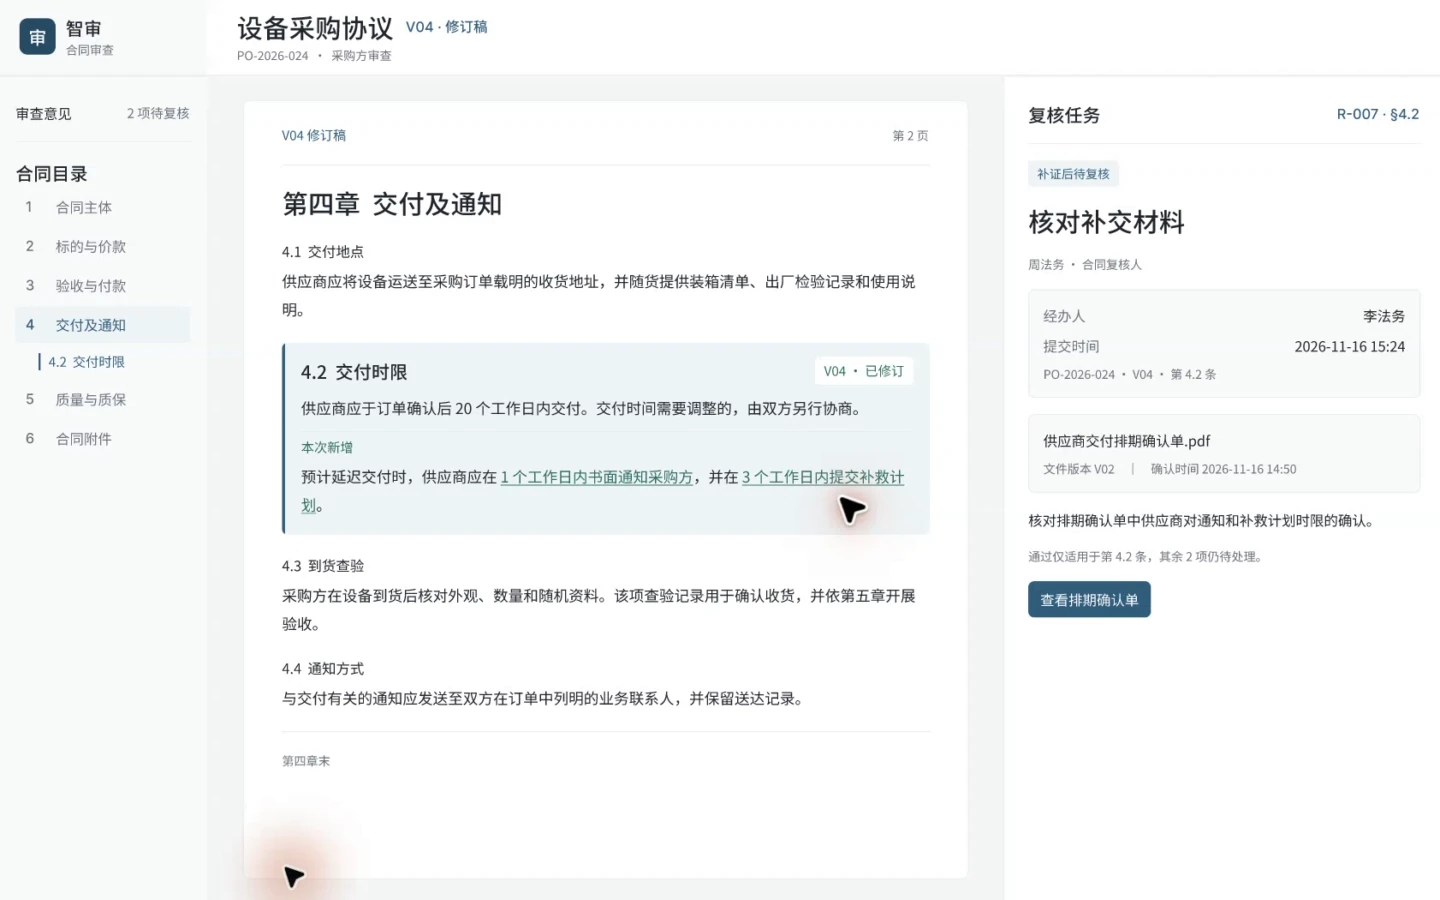 审
智审
合同审查
设备采购协议 V04 · 修订稿
PO-2026-024 • 采购方审查
审查意见 2 项待复核
合同目录
1 合同主体
2 标的与价款
3 验收与付款
4 交付及通知
4.2 交付时限
5 质量与质保
6 合同附件
V04 修订稿 第 2 页
第四章 交付及通知
4.1 交付地点
供应商应将设备运送至采购订单载明的收货地址，并随货提供装箱清单、出厂检验记录和使用说
明。
4.2 交付时限 V04 • 已修订
供应商应于订单确认后 20 个工作日内交付。交付时间需要调整的，由双方另行协商。
本次新增
预计延迟交付时，供应商应在 1 个工作日内书面通知采购方，并在 3 个工作日内提交补救计
划。
4.3 到货查验
采购方在设备到货后核对外观、数量和随机资料。该项查验记录用于确认收货，并依第五章开展
验收。
4.4 通知方式
与交付有关的通知应发送至双方在订单中列明的业务联系人，并保留送达记录。
第四章末
复核任务 R-007 · §4.2
补证后待复核
核对补交材料
周法务 • 合同复核人
经办人 李法务
提交时间 2026-11-16 15:24
PO-2026-024 • V04 • 第 4.2 条
供应商交付排期确认单.pdf
文件版本 V02 | 确认时间 2026-11-16 14:50
核对排期确认单中供应商对通知和补救计划时限的确认。
通过仅适用于第 4.2 条，其余 2 项仍待处理。
查看排期确认单